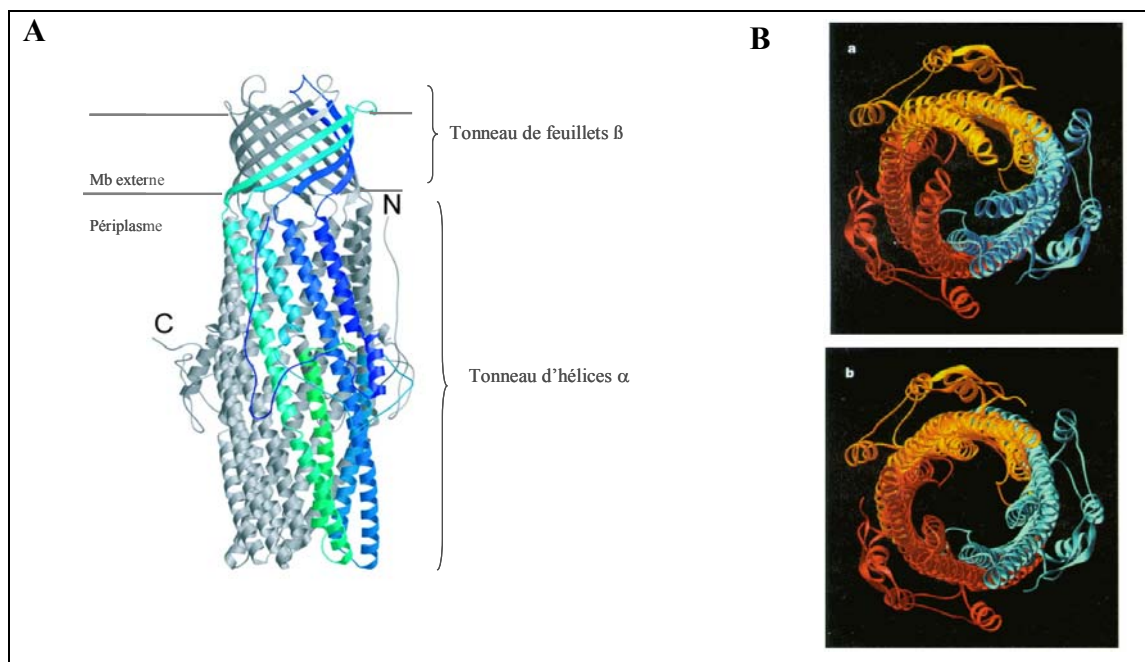 A
B
a
Tonneau de feuillets ß
Mb externe
N
Périplasme
C
b
Tonneau d'hélices α